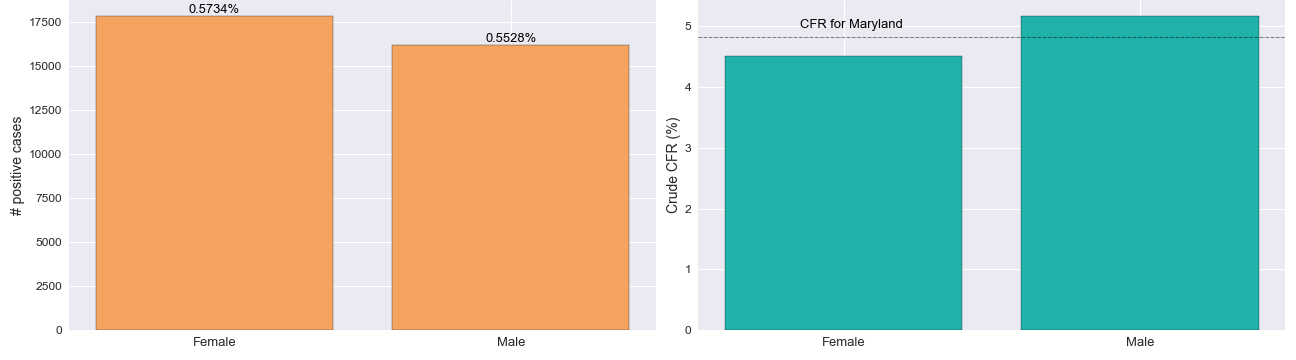 0.5734%
0.5528%
17500
15000
12500
10000
7500
5000
2500
0
# positive cases
Female
Male
CFR for Maryland
5
4
3
2
1
0
Crude CFR (%)
Female
Male